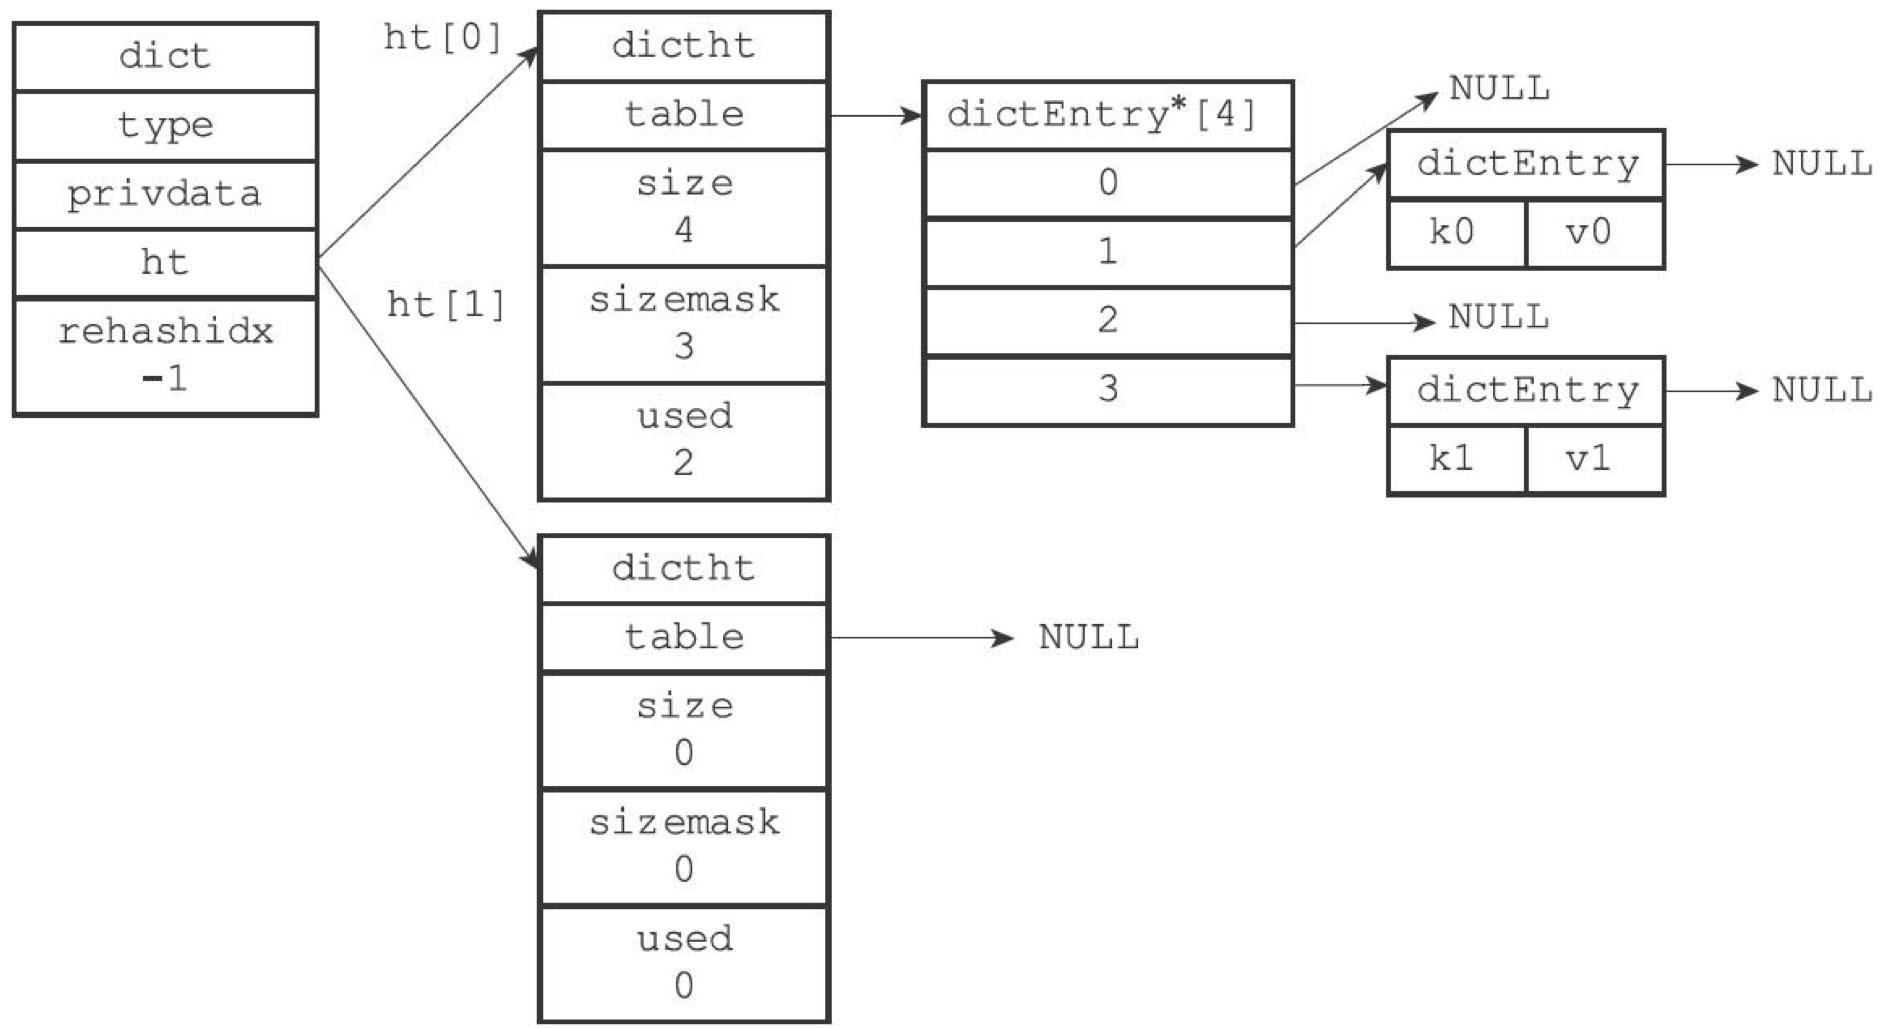 dict
type
privdata
ht
rehashidx
-1
ht[0]
ht[1]
dictht
table
size
4
sizemask
3
used
2
dictEntry*[4]
0
1
2
3
NULL
dictEntry
k0 v0
NULL
NULL
dictEntry
k1 v1
NULL
dictht
table
size
0
sizemask
0
used
0
NULL